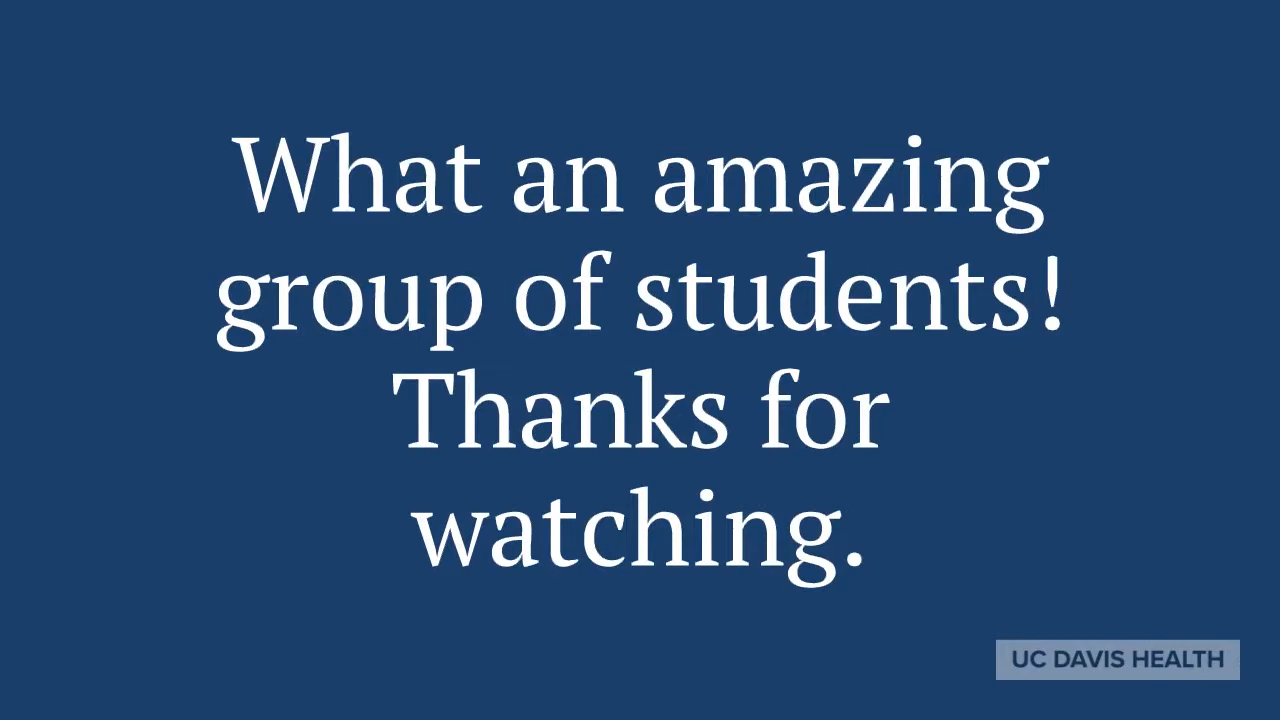 What an amazing
group of students!
Thanks for
watching.
UC DAVIS HEALTH